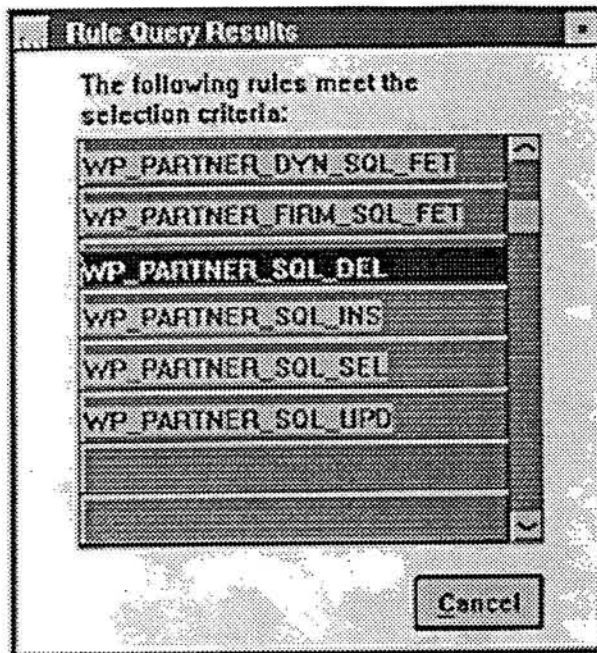 Rule Query Results
The following rules meet the
selection criteria:
WP_PARTNER_DYN_SQL_FET
WP_PARTNER_FIRM_SQL_FET
WP_PARTNER_SQL_DEL
WP_PARTNER_SQL_INS
WP_PARTNER_SQL_SEL
WP_PARTNER_SQL_UPD
Cancel